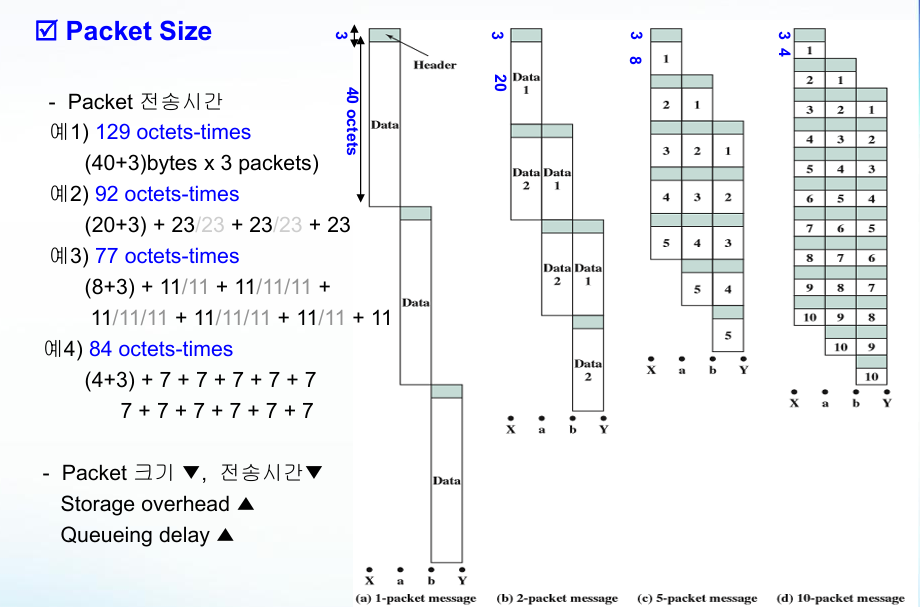 ☑ Packet Size
- Packet 전송시간
예1) 129 octets-times
(40+3)bytes x 3 packets)
예2) 92 octets-times
(20+3) + 23/23 + 23/23 + 23
예3) 77 octets-times
(8+3) + 11/11 + 11/11/11 +
11/11/11 + 11/11/11 + 11/11 + 11
예4) 84 octets-times
(4+3) + 7 + 7 + 7 + 7 + 7
7 + 7 + 7 + 7 + 7 + 7
- Packet 크기 ▼, 전송시간▼
Storage overhead ▲
Queueing delay ▲
3
Header
40 octets
Data
Data
Data
X a b Y
(a) 1-packet message
3
20
Data 1
Data 2 Data 1
Data 2 Data 1
Data 2
X a b Y
(b) 2-packet message
3
8
1
2 1
3 2 1
4 3 2
5 4 3
5 4
5
X a b Y
(c) 5-packet message
3
4
1
2 1
3 2 1
4 3 2
5 4 3
6 5 4
7 6 5
8 7 6
9 8 7
10 9 8
10 9
10
X a b Y
(d) 10-packet message